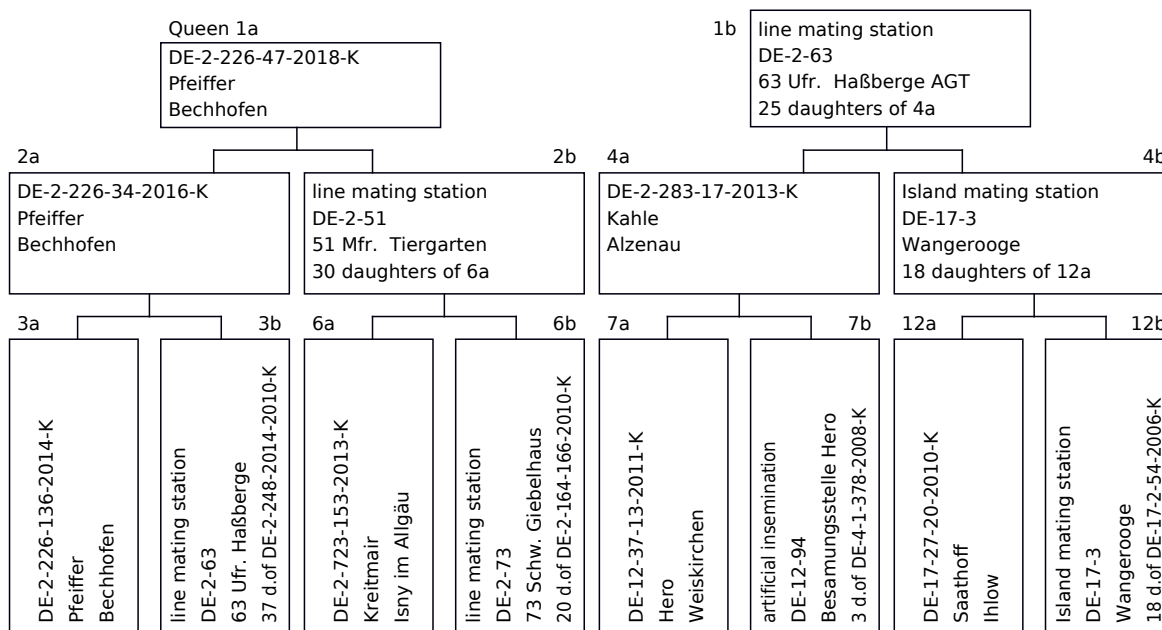 Queen 1a
DE-2-226-47-2018-K
Pfeiffer
Bechhofen
1b
line mating station
DE-2-63
63 Ufr.  Haßberge AGT
25 daughters of 4a
2a
DE-2-226-34-2016-K
Pfeiffer
Bechhofen
2b
line mating station
DE-2-51
51 Mfr.  Tiergarten
30 daughters of 6a
4a
DE-2-283-17-2013-K
Kahle
Alzenau
4b
Island mating station
DE-17-3
Wangerooge
18 daughters of 12a
3a
DE-2-226-136-2014-K
Pfeiffer
Bechhofen
3b
line mating station
DE-2-63
63 Ufr. Haßberge
37 d.of DE-2-248-2014-2010-K
6a
DE-2-723-153-2013-K
Kreitmair
Isny im Allgäu
6b
line mating station
DE-2-73
73 Schw. Giebelhaus
20 d.of DE-2-164-166-2010-K
7a
DE-12-37-13-2011-K
Hero
Weiskirchen
7b
artificial insemination
DE-12-94
Besamungsstelle Hero
3 d.of DE-4-1-378-2008-K
12a
DE-17-27-20-2010-K
Saathoff
Ihlow
12b
Island mating station
DE-17-3
Wangerooge
18 d.of DE-17-2-54-2006-K